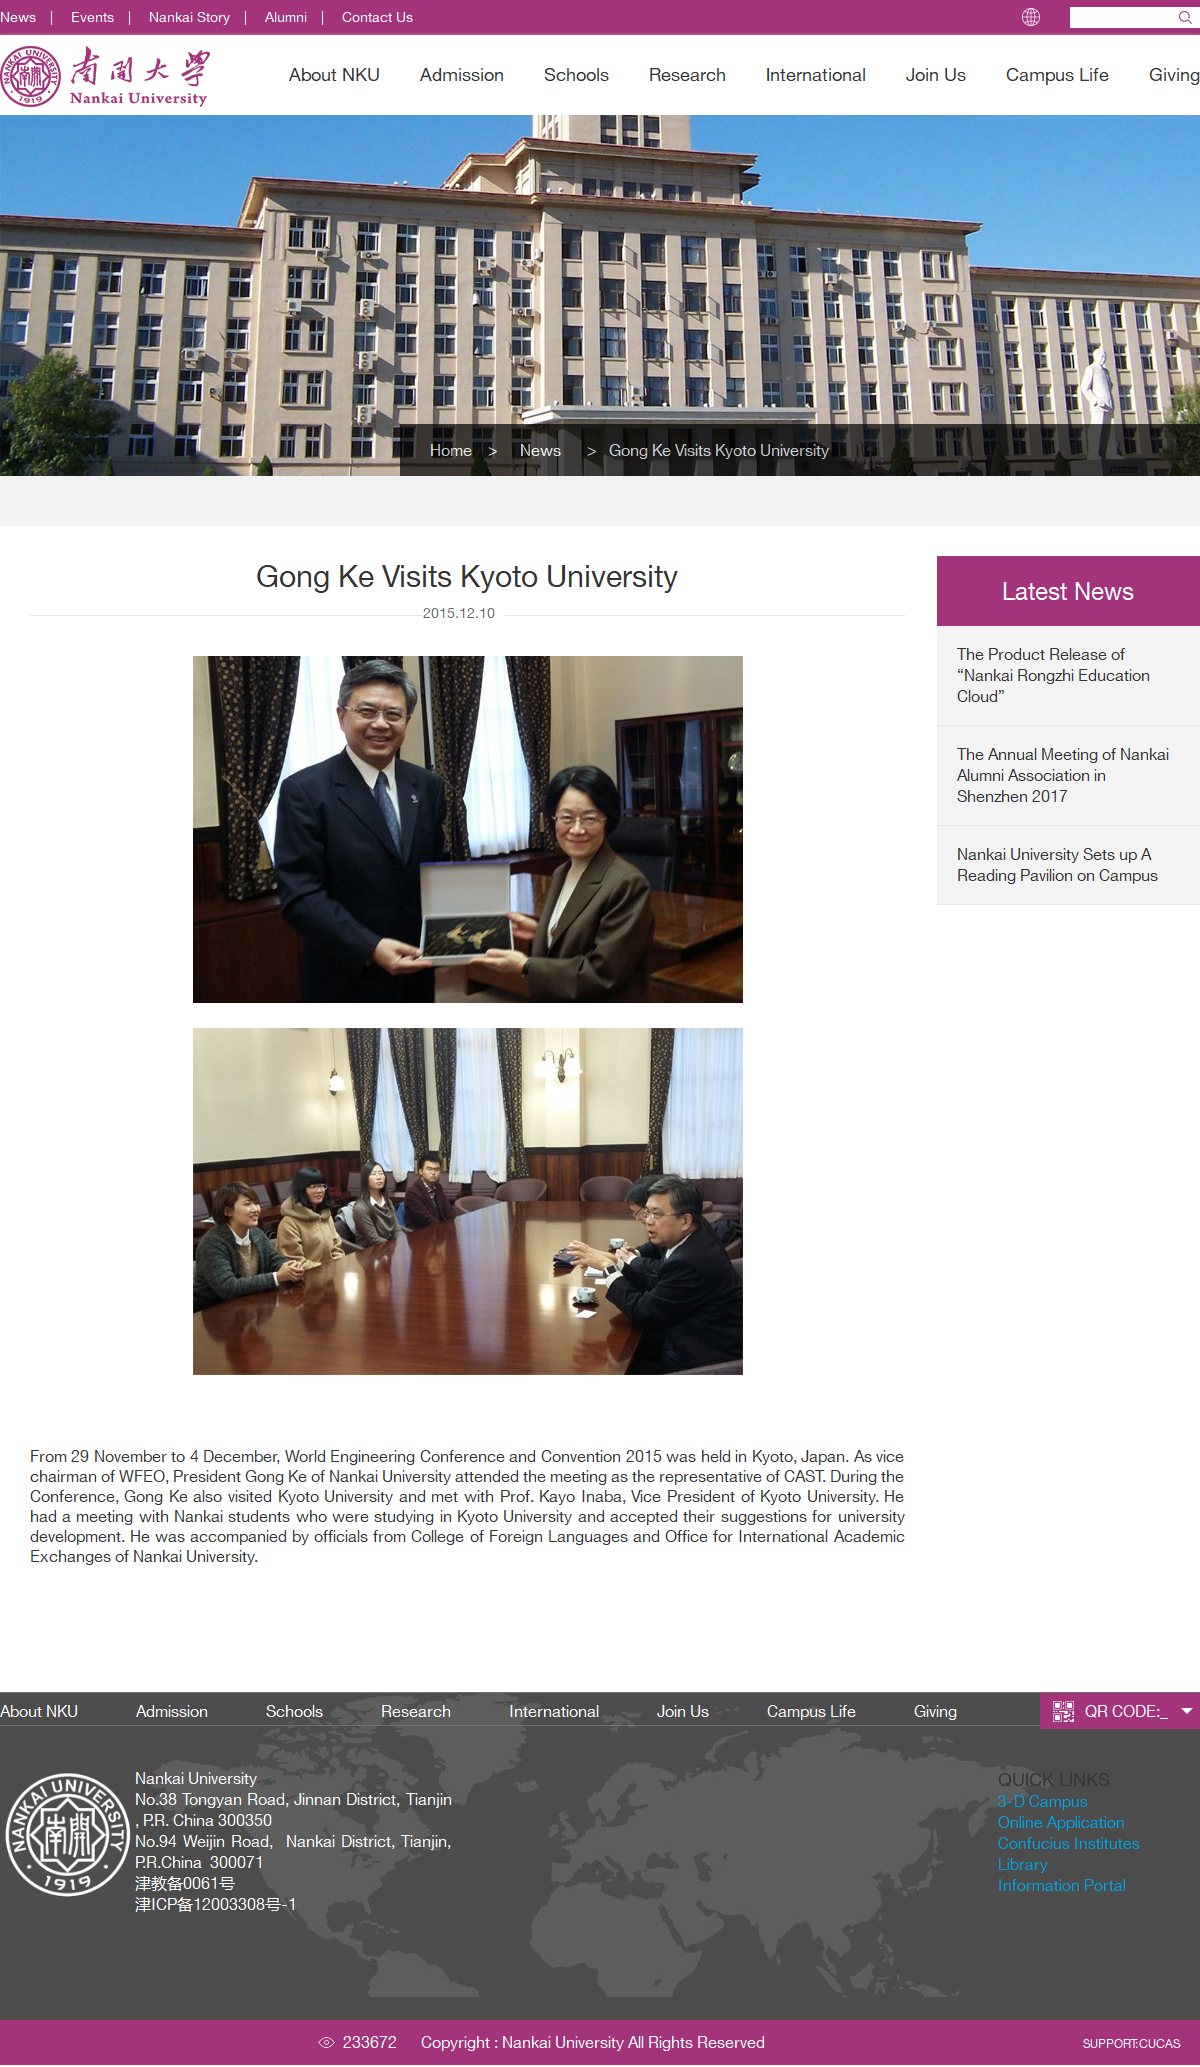 News | Events | Nankai Story | Alumni | Contact Us
NANKAI UNIVERSITY
南開
1919
南開大學
Nankai University
About NKU Admission Schools Research International Join Us Campus Life Giving
Home > News > Gong Ke Visits Kyoto University
Gong Ke Visits Kyoto University
2015.12.10
From 29 November to 4 December, World Engineering Conference and Convention 2015 was held in Kyoto, Japan. As vice
chairman of WFEO, President Gong Ke of Nankai University attended the meeting as the representative of CAST. During the
Conference, Gong Ke also visited Kyoto University and met with Prof. Kayo Inaba, Vice President of Kyoto University. He
had a meeting with Nankai students who were studying in Kyoto University and accepted their suggestions for university
development. He was accompanied by officials from College of Foreign Languages and Office for International Academic
Exchanges of Nankai University.
Latest News
The Product Release of
“Nankai Rongzhi Education
Cloud”
The Annual Meeting of Nankai
Alumni Association in
Shenzhen 2017
Nankai University Sets up A
Reading Pavilion on Campus
About NKU Admission Schools Research International Join Us Campus Life Giving QR CODE:_
NANKAI UNIVERSITY
南開
1919
Nankai University
No.38 Tongyan Road, Jinnan District, Tianjin
, P.R. China 300350
No.94 Weijin Road, Nankai District, Tianjin,
P.R.China 300071
津教备0061号
津ICP备12003308号-1
QUICK LINKS
3-D Campus
Online Application
Confucius Institutes
Library
Information Portal
233672 Copyright : Nankai University All Rights Reserved
SUPPORT:CUCAS